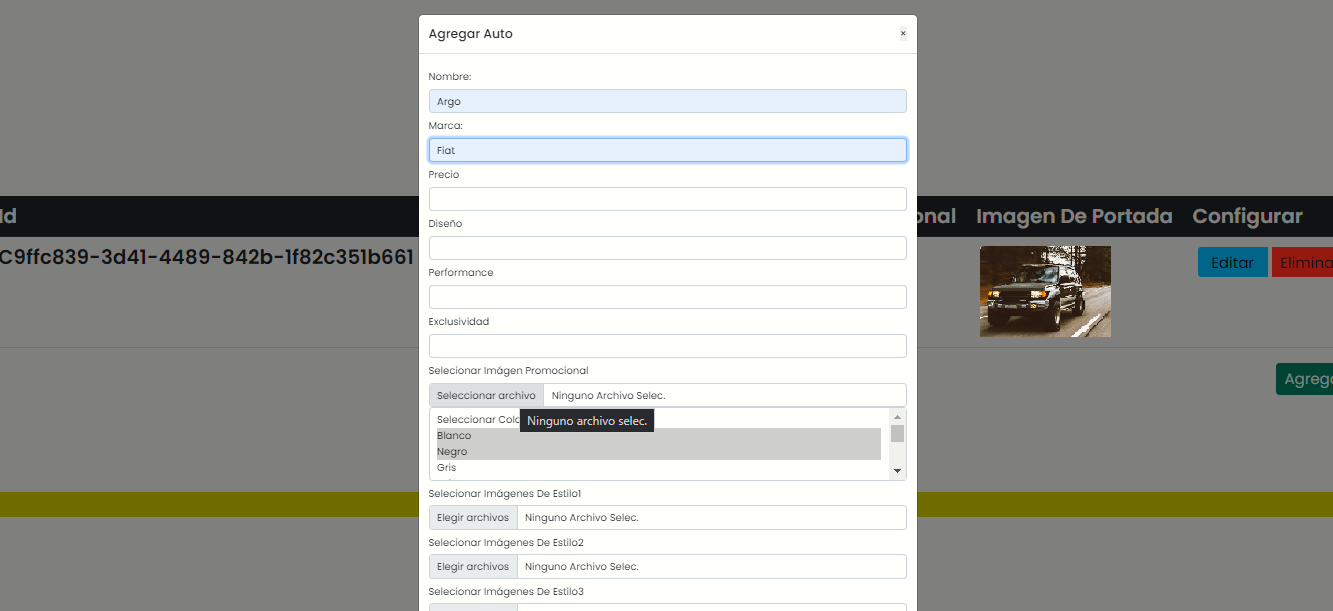 Agregar Auto ×
Nombre:
Argo
Marca:
Fiat
Precio
Id onal Imagen De Portada Configurar
Diseño
C9ffc839-3d41-4489-842b-1f82c351b661 Editar Elimina
Performance
Exclusividad
Selecionar Imágen Promocional
Agrega
Seleccionar archivo Ninguno Archivo Selec.
Seleccionar Colo
Ninguno archivo selec.
Blanco
Negro
Gris
Selecionar Imágenes De Estilo1
Elegir archivos Ninguno Archivo Selec.
Selecionar Imágenes De Estilo2
Elegir archivos Ninguno Archivo Selec.
Selecionar Imágenes De Estilo3